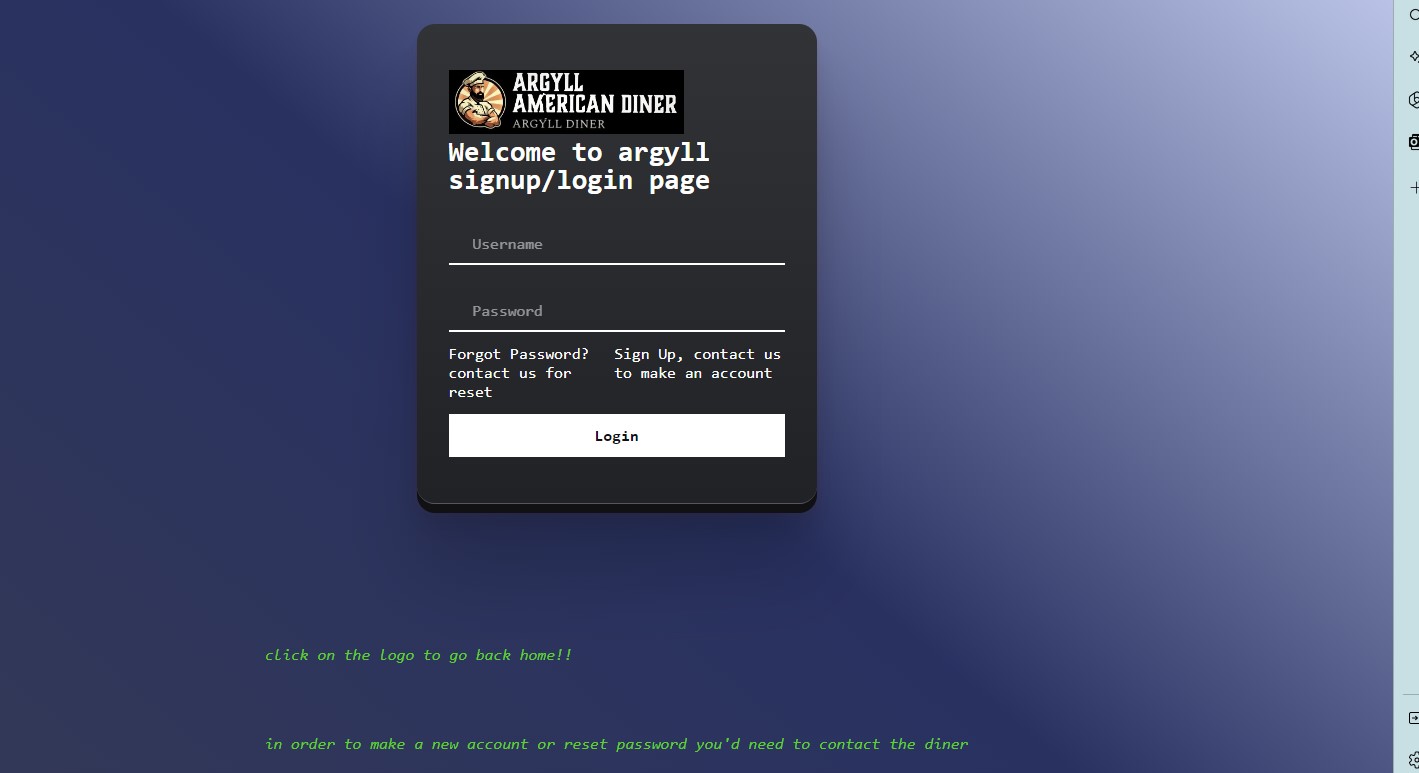 ARGYLL
AMERICAN DINER
ARGYLL DINER
Welcome to argyll
signup/login page
Username
Password
Forgot Password? Sign Up, contact us
contact us for to make an account
reset
Login
click on the logo to go back home!!
in order to make a new account or reset password you'd need to contact the diner